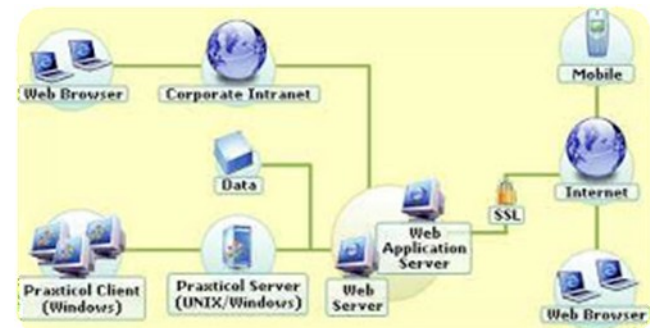 Mobile
Web Browser
Corporate Intranet
Data
Internet
SSL
Web
Application
Server
Praxticol Client
(Windows)
Praxticol Server
(UNIX/Windows)
Web
Server
Web Browser